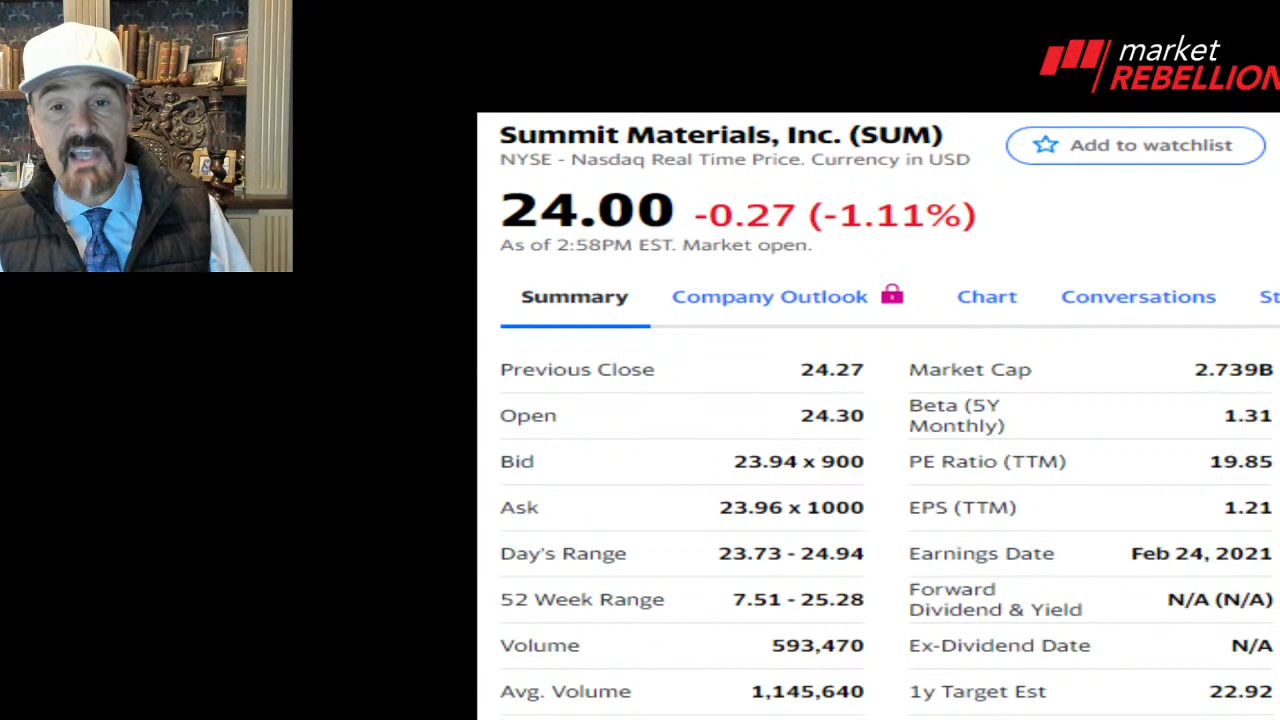 market
REBELLION
Summit Materials, Inc. (SUM)
NYSE - Nasdaq Real Time Price. Currency in USD
Add to watchlist
24.00 -0.27 (-1.11%)
As of 2:58PM EST. Market open.
Summary Company Outlook Chart Conversations St
Previous Close 24.27
Open 24.30
Bid 23.94 x 900
Ask 23.96 x 1000
Day's Range 23.73 - 24.94
52 Week Range 7.51 - 25.28
Volume 593,470
Avg. Volume 1,145,640
Market Cap 2.739B
Beta (5Y
Monthly) 1.31
PE Ratio (TTM) 19.85
EPS (TTM) 1.21
Earnings Date Feb 24, 2021
Forward
Dividend & Yield N/A (N/A)
Ex-Dividend Date N/A
1y Target Est 22.92